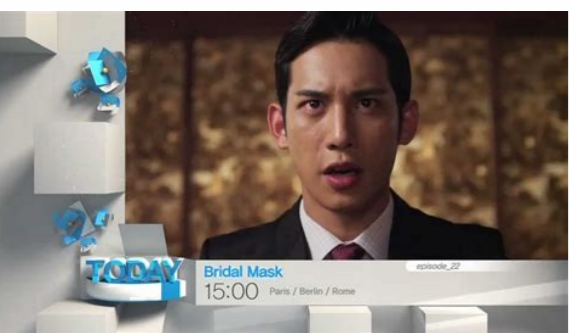 TODAY
Bridal Mask
episode_22
15:00 Paris / Berlin / Rome